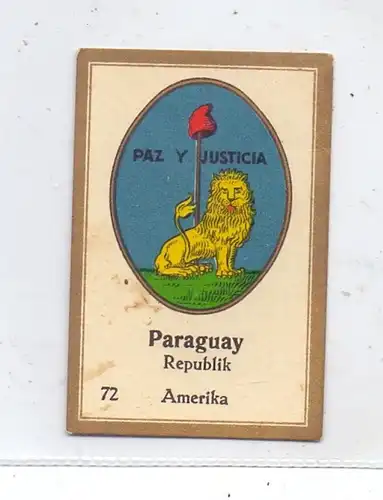 PAZ Y JUSTICIA
Paraguay
Republik
72 Amerika